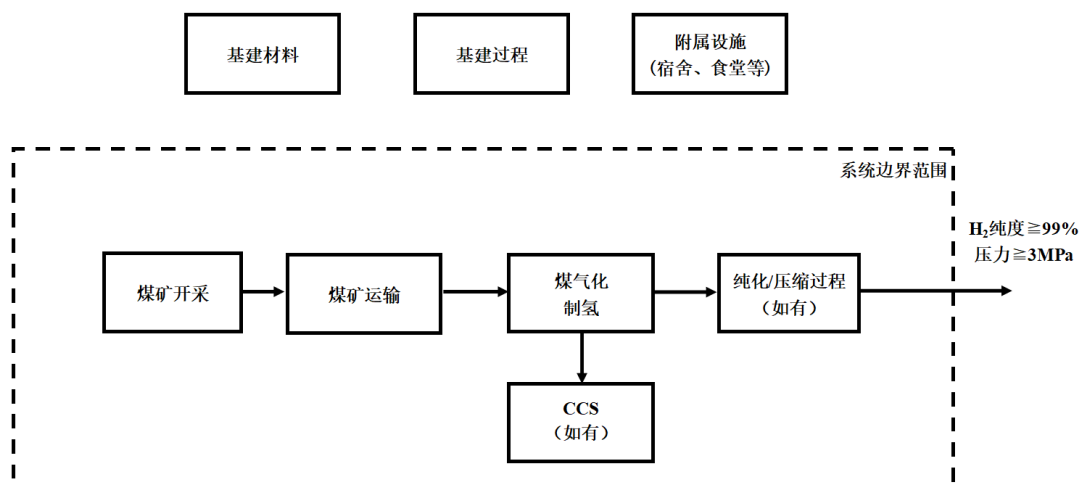 基建材料
基建过程
附属设施
(宿舍、食堂等)
系统边界范围
H₂纯度≧99%
压力≧3MPa
煤矿开采
煤矿运输
煤气化
制氢
纯化/压缩过程
（如有）
CCS
（如有）